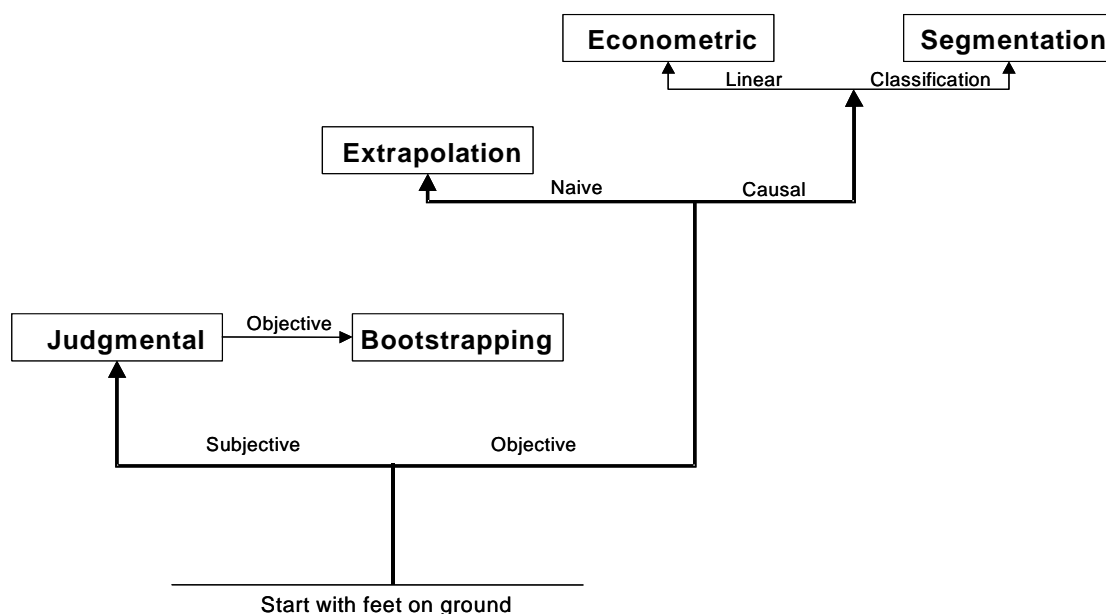 Econometric
Segmentation
Linear
Classification
Extrapolation
Naive
Causal
Judgmental
Objective
Bootstrapping
Subjective
Objective
Start with feet on ground